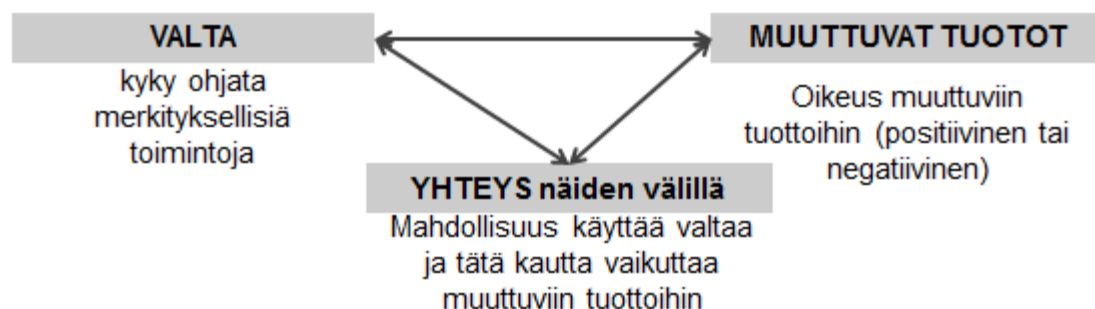 VALTA
kyky ohjata
merkityksellisiä
toimintoja
MUUTTUVAT TUOTOT
Oikeus muuttuviin
tuottoihin (positiivinen tai
negatiivinen)
YHTEYS näiden välillä
Mahdollisuus käyttää valtaa
ja tätä kautta vaikuttaa
muuttuviin tuottoihin